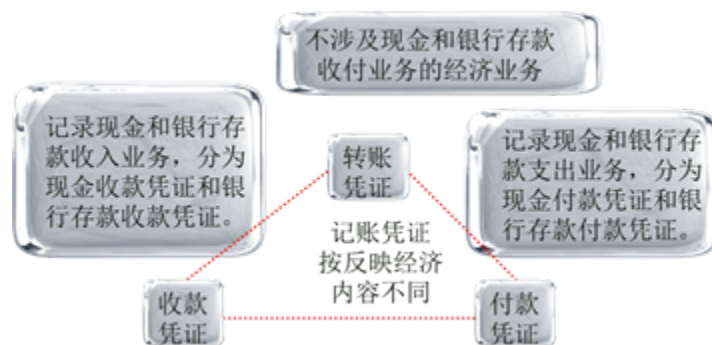 不涉及现金和银行存款
收付业务的经济业务
记录现金和银行存
款收入业务，分为
现金收款凭证和银
行存款收款凭证。
转账
凭证
记录现金和银行存
款支出业务，分为
现金付款凭证和银
行存款付款凭证。
记账凭证
按反映经济
内容不同
收款
凭证
付款
凭证